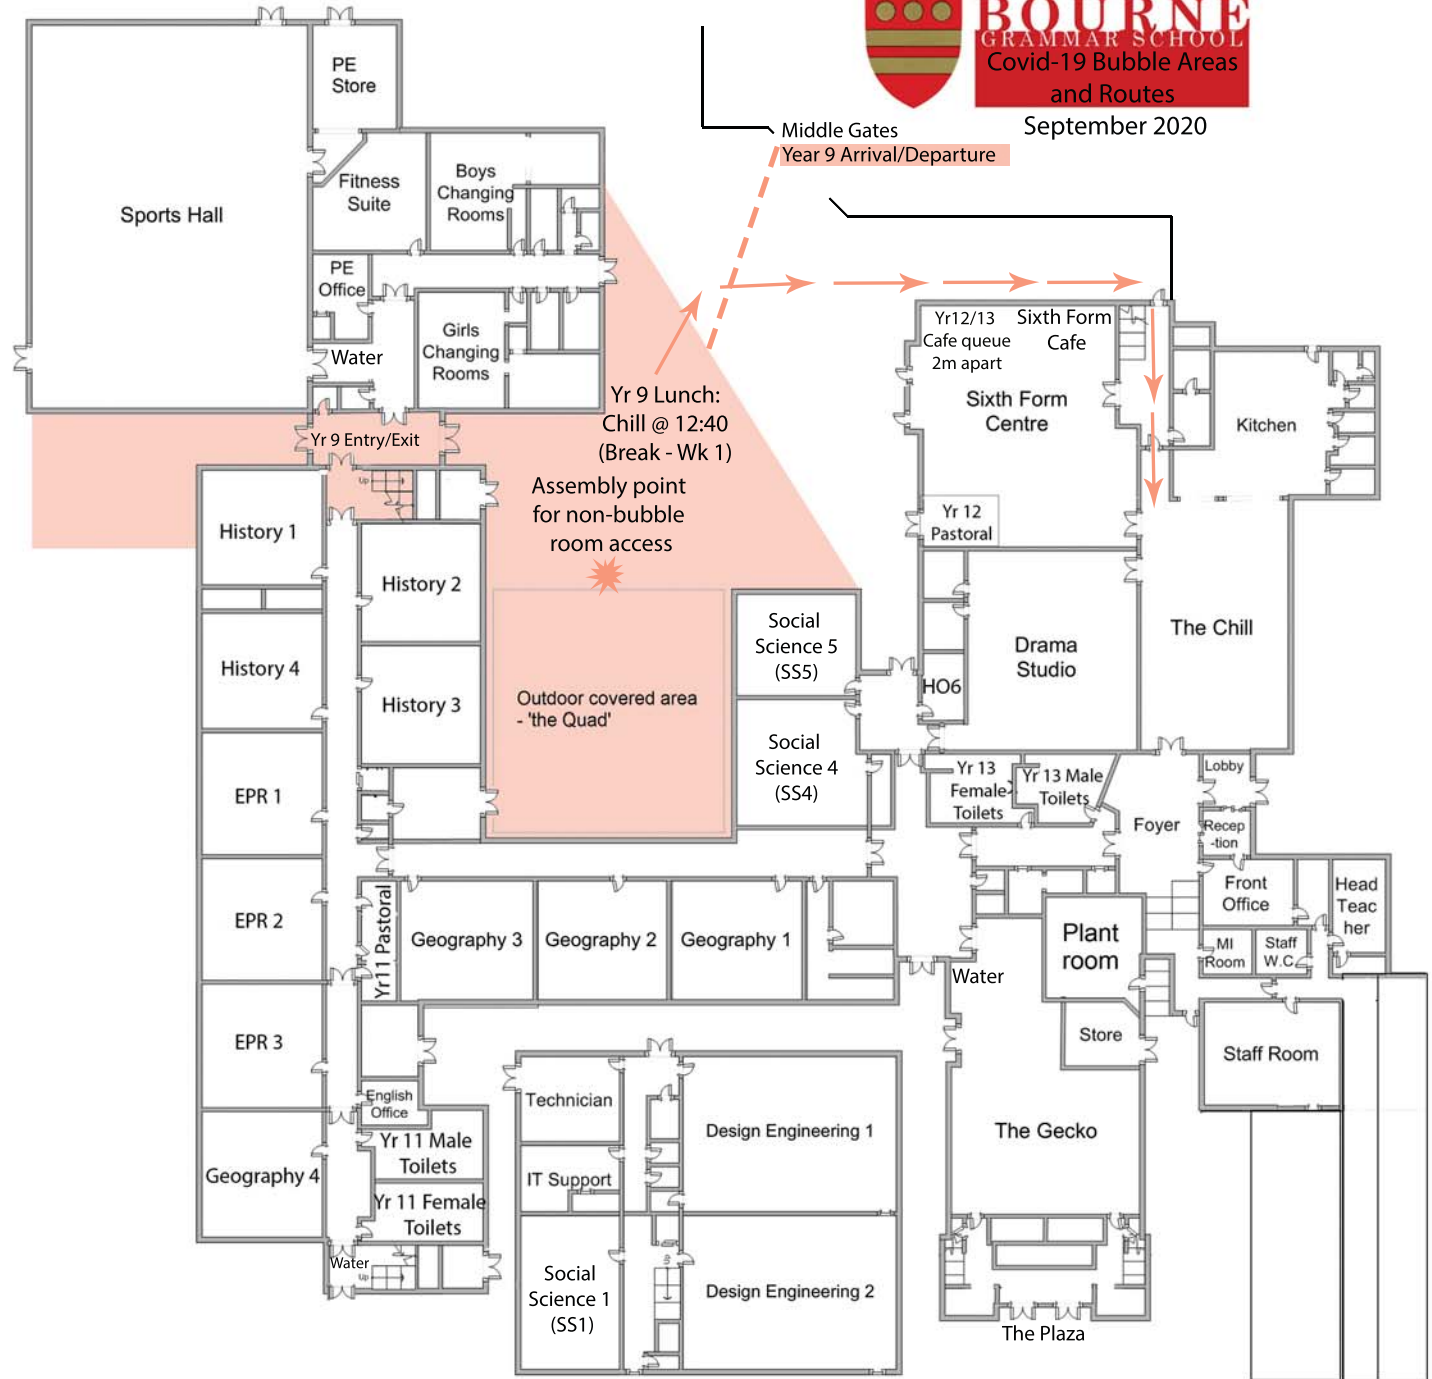 BOURNE
GRAMMAR SCHOOL
Covid-19 Bubble Areas
and Routes
September 2020
Middle Gates
Year 9 Arrival/Departure
PE
Store
Sports Hall
Fitness
Suite
Boys
Changing
Rooms
PE
Office
Girls
Changing
Rooms
Water
Yr 9 Entry/Exit
Yr 9 Lunch:
Chill @ 12:40
(Break - Wk 1)
Assembly point
for non-bubble
room access
Yr12/13
Cafe queue
2m apart
Sixth Form
Cafe
Sixth Form
Centre
Kitchen
Yr 12
Pastoral
Up
History 1
History 2
History 4
History 3
Outdoor covered area
- 'the Quad'
Social
Science 5
(SS5)
Social
Science 4
(SS4)
HO6
Drama
Studio
The Chill
EPR 1
EPR 2
EPR 3
Geography 4
Yr 13
Female
Toilets
Yr 13 Male
Toilets
Lobby
Foyer
Recep
-tion
Front
Office
Head
Teac
her
MI
Room
Staff
W.C
Yr11 Pastoral
Geography 3
Geography 2
Geography 1
Plant
room
Water
Store
Staff Room
English
Office
Yr 11 Male
Toilets
Yr 11 Female
Toilets
Water
Up
Technician
IT Support
Design Engineering 1
Social
Science 1
(SS1)
Up
Design Engineering 2
The Gecko
The Plaza